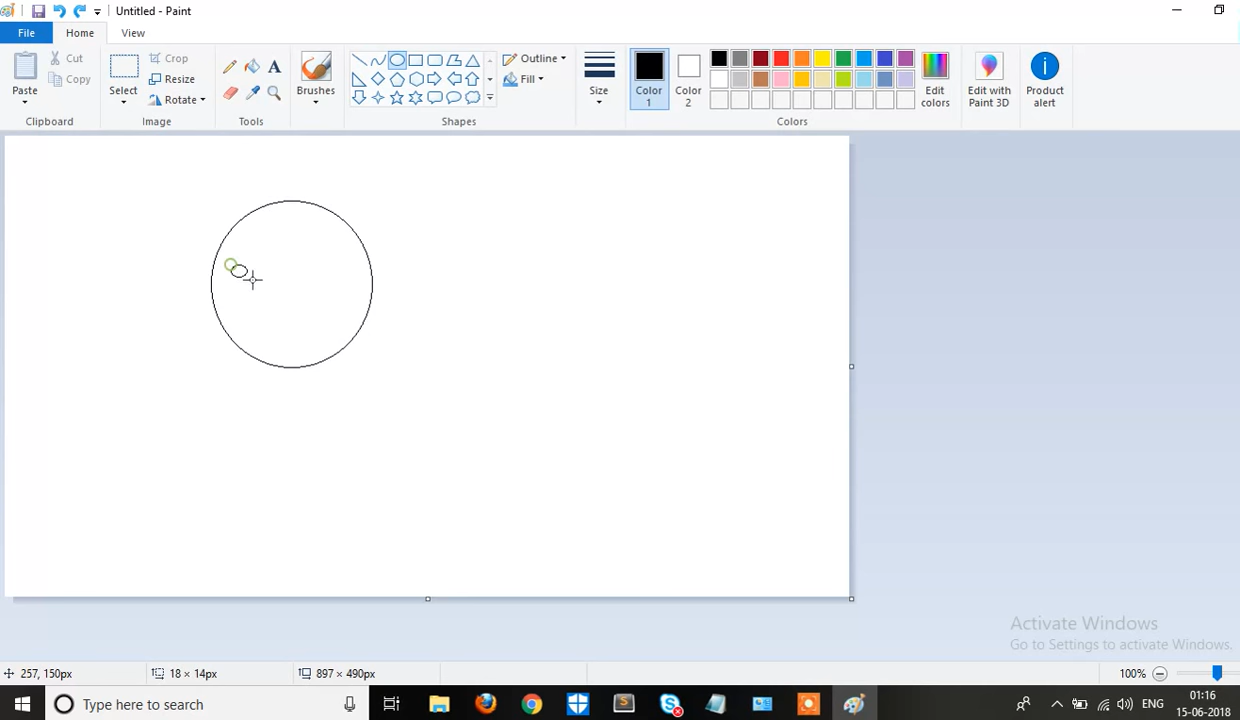 Untitled - Paint
File Home View
Paste
Cut
Copy
Clipboard
Select
Crop
Resize
Rotate
Image
Tools
Brushes
Shapes
Outline
Fill
Size
Color 1
Color 2
Colors
Edit colors
Edit with Paint 3D
Product alert
Activate Windows
Go to Settings to activate Windows.
257, 150px 18 × 14px 897 × 490px 100%
Type here to search
ENG
01:16
15-06-2018